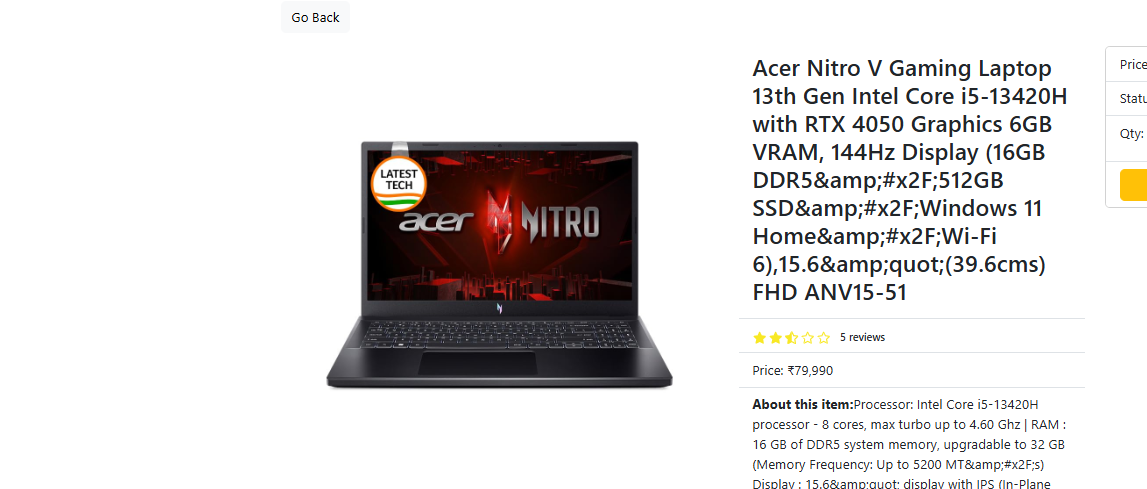 Go Back
LATEST
TECH
acer NITRO
Acer Nitro V Gaming Laptop
13th Gen Intel Core i5-13420H
with RTX 4050 Graphics 6GB
VRAM, 144Hz Display (16GB
DDR5&amp;#x2F;512GB
SSD&amp;#x2F;Windows 11
Home&amp;#x2F;Wi-Fi
6),15.6&amp;quot;(39.6cms)
FHD ANV15-51
5 reviews
Price: ₹79,990
About this item:Processor: Intel Core i5-13420H
processor - 8 cores, max turbo up to 4.60 Ghz | RAM :
16 GB of DDR5 system memory, upgradable to 32 GB
(Memory Frequency: Up to 5200 MT&amp;#x2F;s)
Display : 15.6&amp;quot; display with IPS (In-Plane
Price
Statu
Qty: